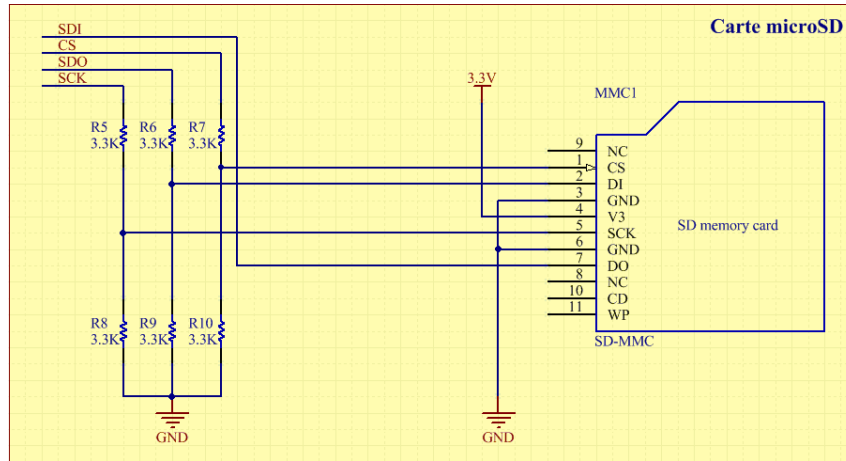 Carte microSD
SDI
CS
SDO
SCK
3.3V
MMC1
R5
3.3K
R6
3.3K
R7
3.3K
9 NC
1 CS
2 DI
3 GND
4 V3
5 SCK
6 GND
7 DO
8 NC
10 CD
11 WP
SD memory card
SD-MMC
R8
3.3K
R9
3.3K
R10
3.3K
GND
GND